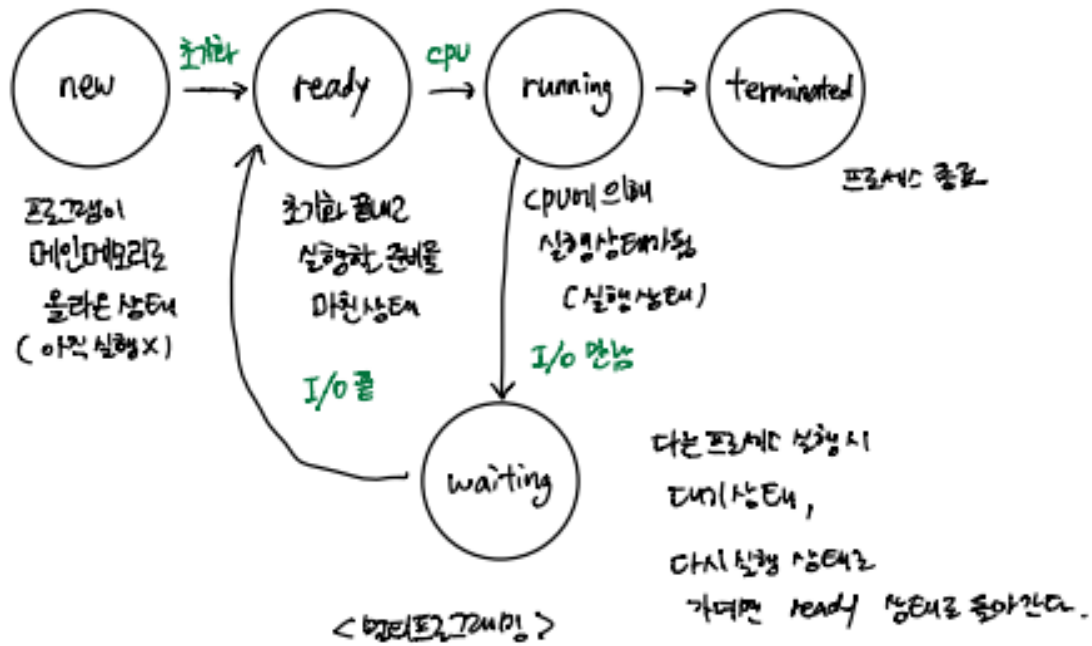 new
초기화
ready
cpu
running
terminated
프로그램이
메인메모리로
올라온 상태
(아직 실행X)
초기화 끝내고
실행할 준비를
마친상태
cpu에 의해
실행상태가됨
(실행상태)
프로세스 종료
I/O 끝
I/O 만남
waiting
다른프로세스 실행시
대기상태,
다시실행 상태로
가려면 ready 상태로 돌아간다.
<멀티프로그래밍>